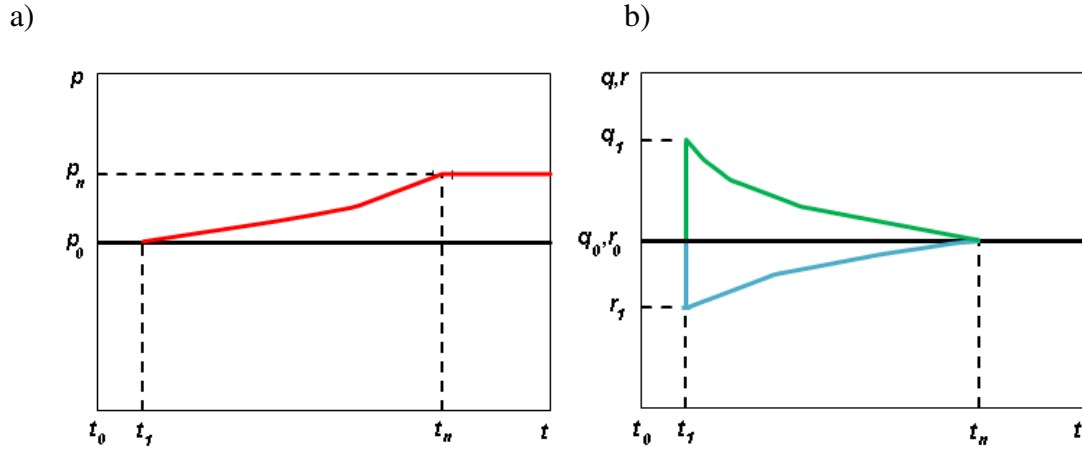 a)
b)
p
p_n
p_0
t_0
t_1
t_n
t
q,r
q_1
q_0,r_0
r_1
t_0
t_1
t_n
t